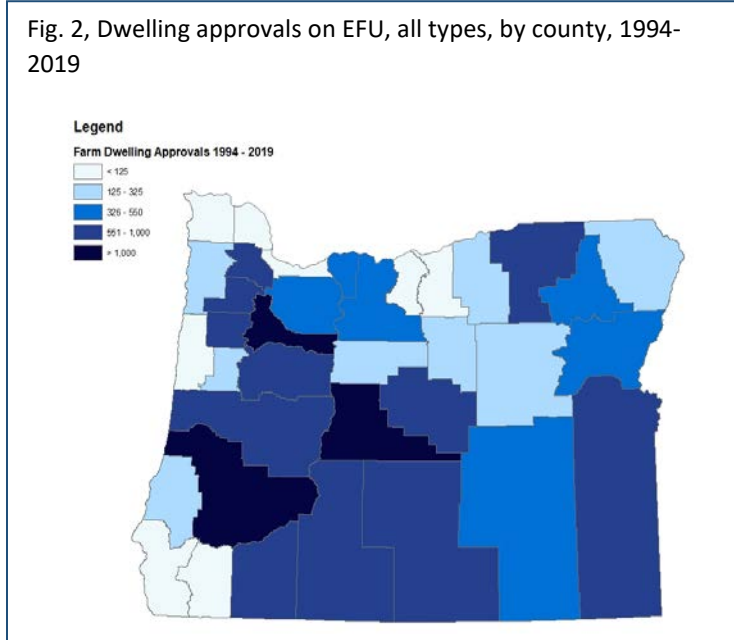 Fig. 2, Dwelling approvals on EFU, all types, by county, 1994-
2019
Legend
Farm Dwelling Approvals 1994 - 2019
< 125
125 - 325
326 - 550
551 - 1,000
> 1,000